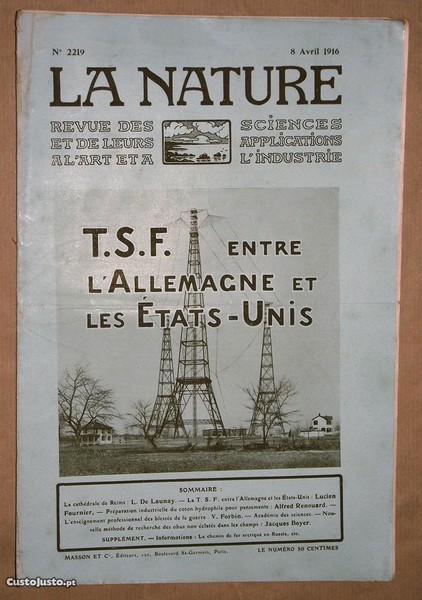 Nº 2219
8 Avril 1916
LA NATURE
REVUE DES SCIENCES
ET DE LEURS APPLICATIONS
A L'ART ET A L'INDUSTRIE
T.S.F. ENTRE
L'ALLEMAGNE ET
LES ÉTATS-UNIS
SOMMAIRE :
La cathédrale de Reims : L. De Launay. — La T. S. F. entre l'Allemagne et les États-Unis : Lucien
Fournier. — Préparation industrielle du coton hydrophile pour pansements : Alfred Renouard. —
L'enseignement professionnel des blessés de la guerre : V. Forbin. — Académie des sciences. — Nou-
velle méthode de recherche des obus non éclatés dans les champs : Jacques Boyer.
SUPPLÉMENT. — Informations : Le chemin de fer arctique en Russie, etc.
MASSON ET Cie, Éditeurs, 120, Boulevard St-Germain, Paris.
LE NUMÉRO 50 CENTIMES
CustoJusto.pt